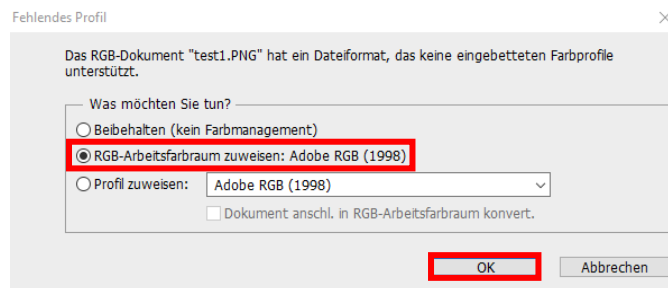 Fehlendes Profil
Das RGB-Dokument "test1.PNG" hat ein Dateiformat, das keine eingebetteten Farbprofile
unterstützt.
Was möchten Sie tun?
Beibehalten (kein Farbmanagement)
RGB-Arbeitsfarbraum zuweisen: Adobe RGB (1998)
Profil zuweisen: Adobe RGB (1998)
Dokument anschl. in RGB-Arbeitsfarbraum konvert.
OK Abbrechen